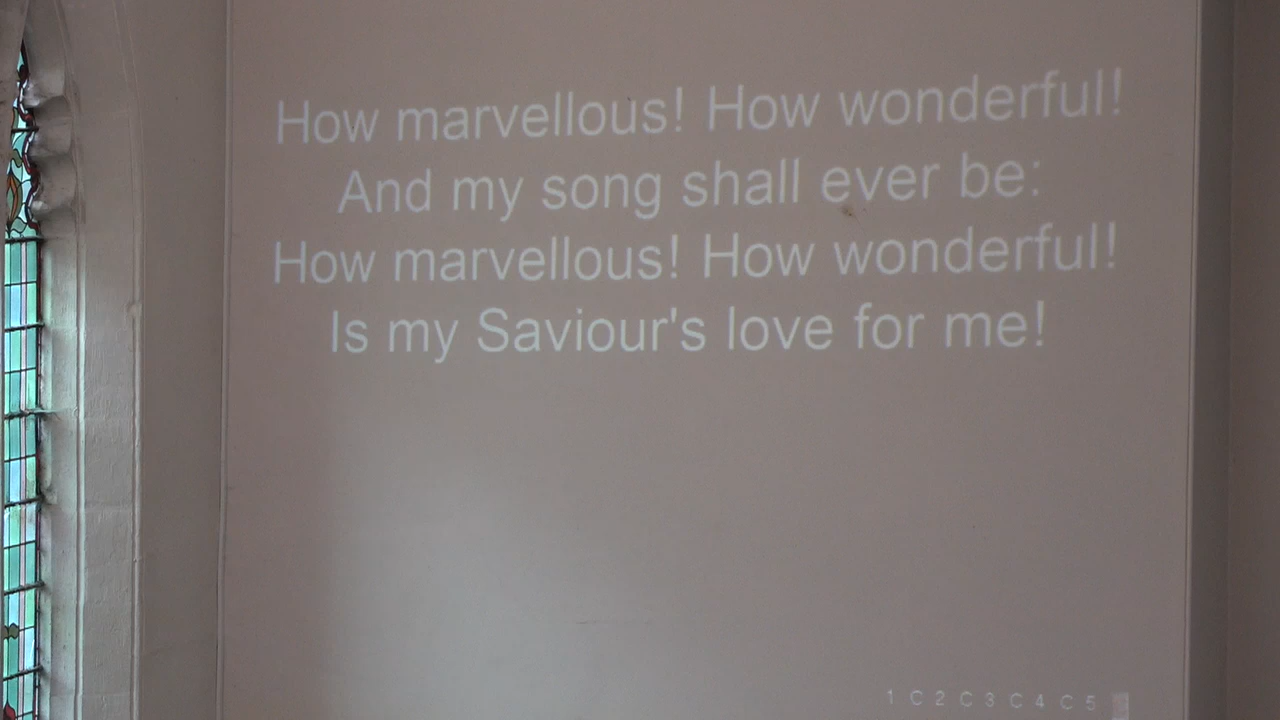 How marvellous! How wonderful!
And my song shall ever be:
How marvellous! How wonderful!
Is my Saviour's love for me!
1 C 2 C 3 C 4 C 5